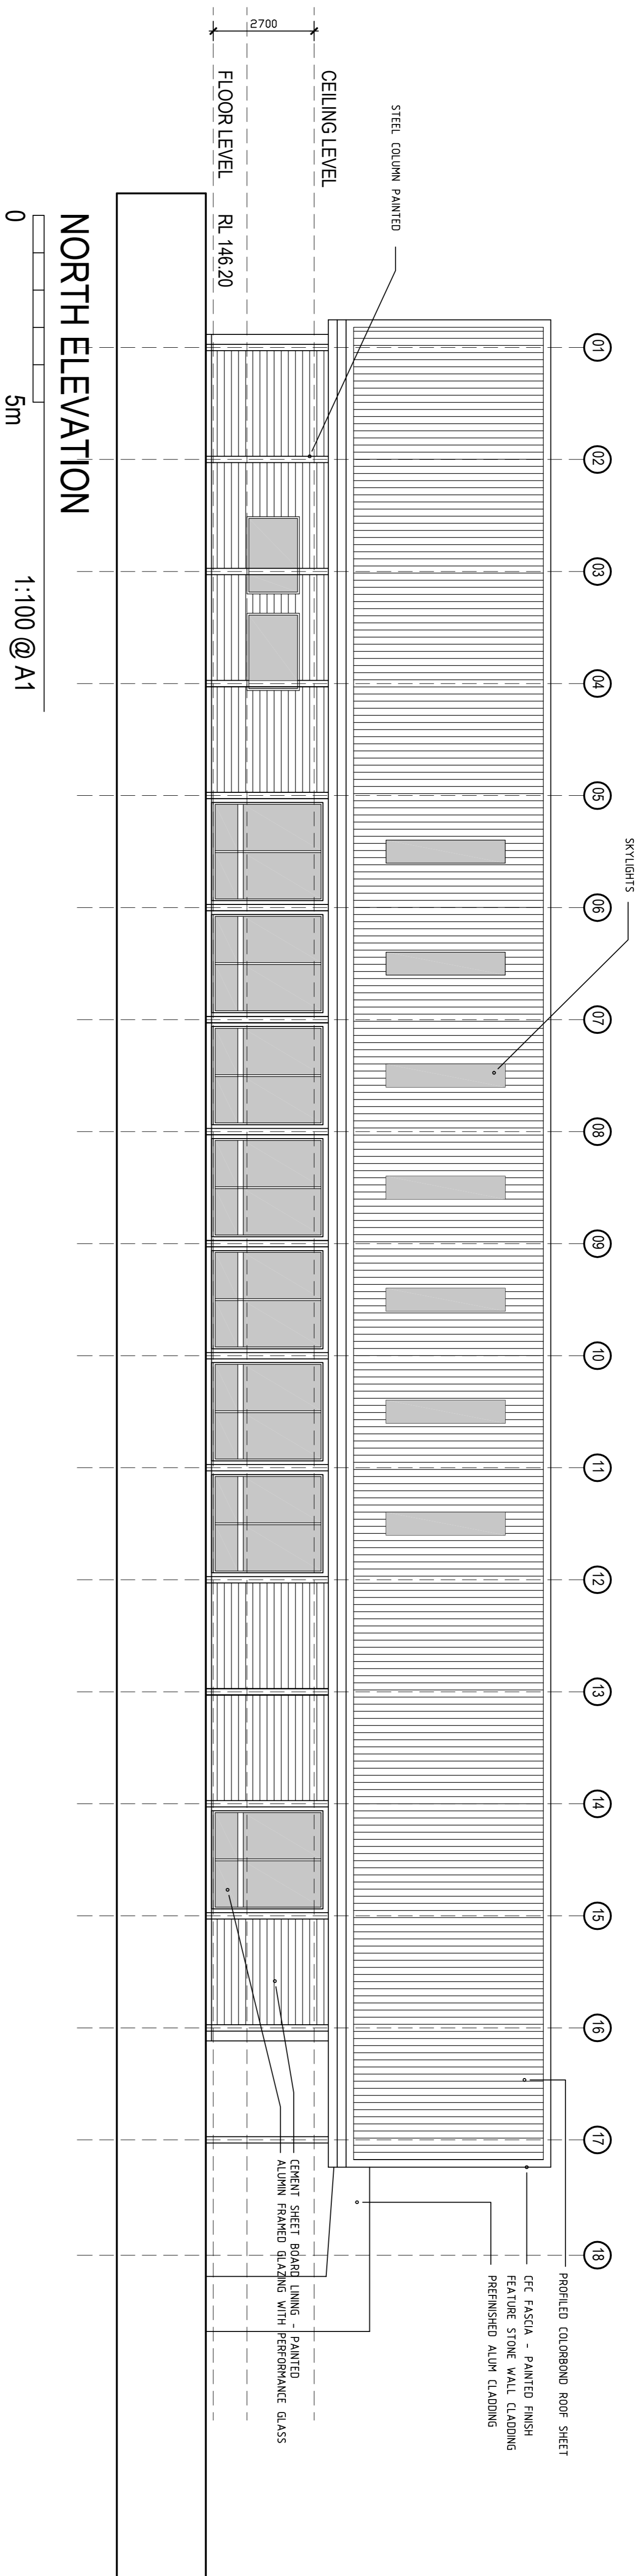 01
02
03
04
05
06
07
08
09
10
11
12
13
14
15
16
17
18
SKYLIGHTS
STEEL COLUMN PAINTED
PROFILED COLORBOND ROOF SHEET
CFC FASCIA - PAINTED FINISH
FEATURE STONE WALL CLADDING
PREFINISHED ALUM CLADDING
CEMENT SHEET BOARD LINING - PAINTED
ALUMIN FRAMED GLAZING WITH PERFORMANCE GLASS
CEILING LEVEL
2700
FLOOR LEVEL RL 146.20
NORTH ELEVATION
0 5m
1:100 @ A1